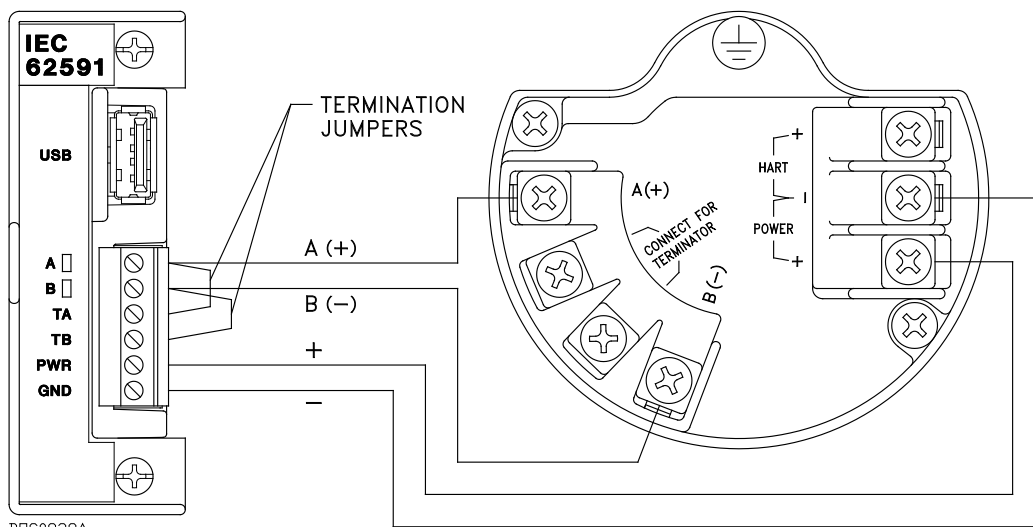 IEC
62591
USB
A
B
TA
TB
PWR
GND
TERMINATION
JUMPERS
A (+)
B (−)
+
−
A(+)
CONNECT FOR
TERMINATOR
B (−)
+
HART
−
POWER
+